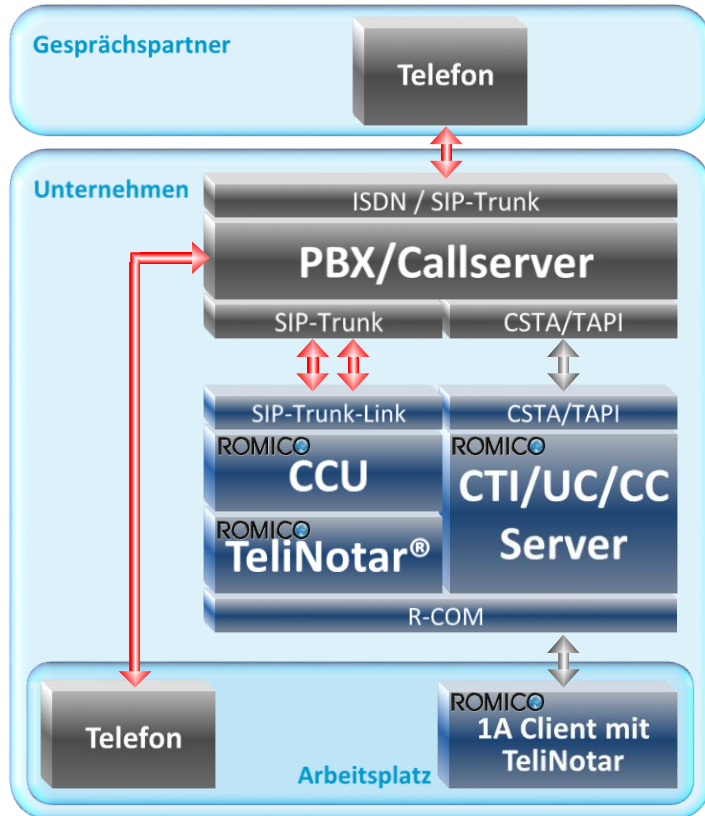 Gesprächspartner
Telefon
Unternehmen
ISDN / SIP-Trunk
PBX/Callserver
SIP-Trunk
CSTA/TAPI
SIP-Trunk-Link
CSTA/TAPI
ROMICO
CCU
ROMICO
CTI/UC/CC
Server
ROMICO
TeliNotar®
R-COM
Telefon
Arbeitsplatz
ROMICO
1A Client mit
TeliNotar